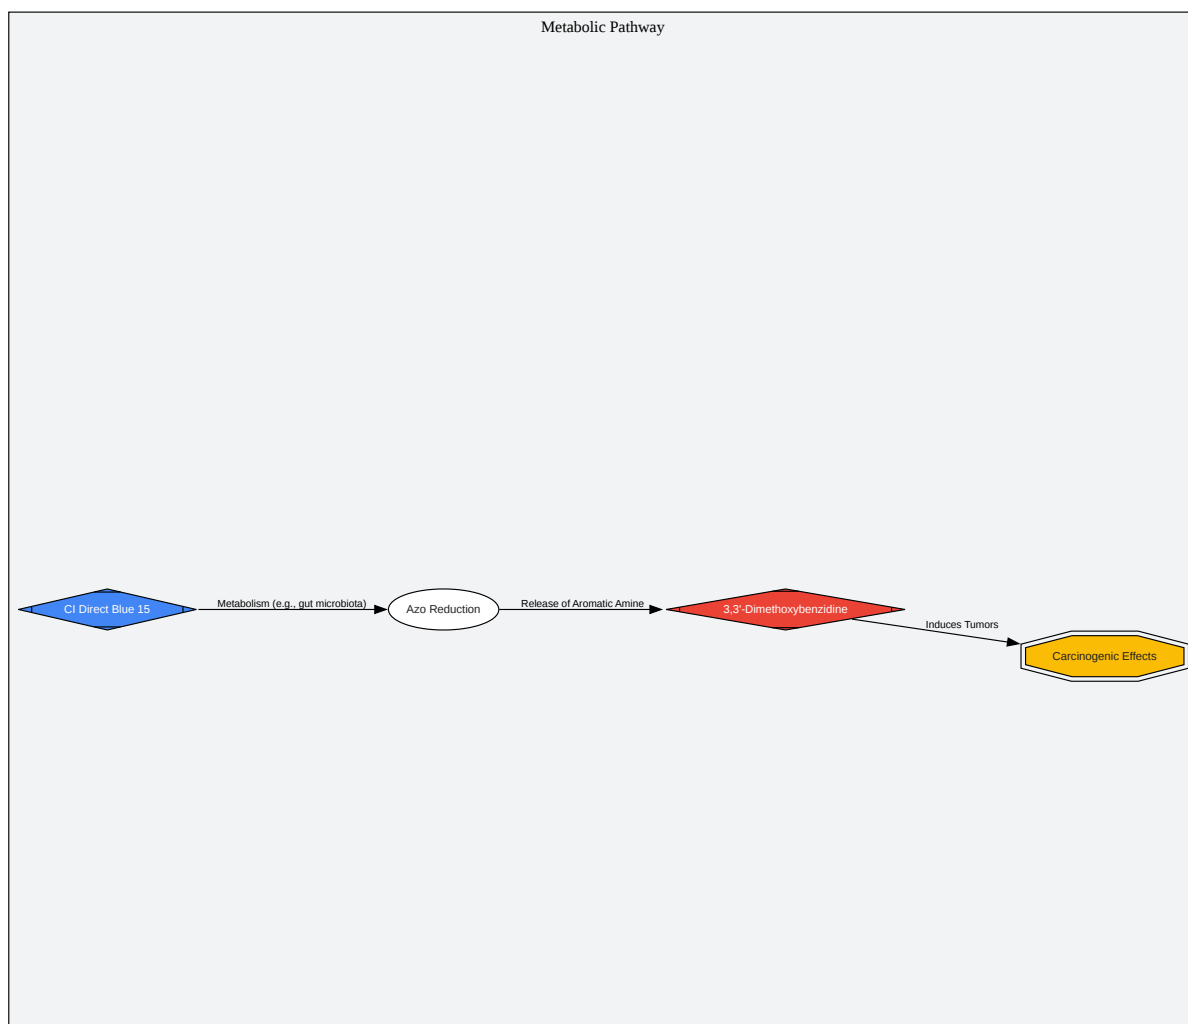 Metabolic Pathway
CI Direct Blue 15
Metabolism (e.g., gut microbiota)
Azo Reduction
Release of Aromatic Amine
3,3'-Dimethoxybenzidine
Induces Tumors
Carcinogenic Effects